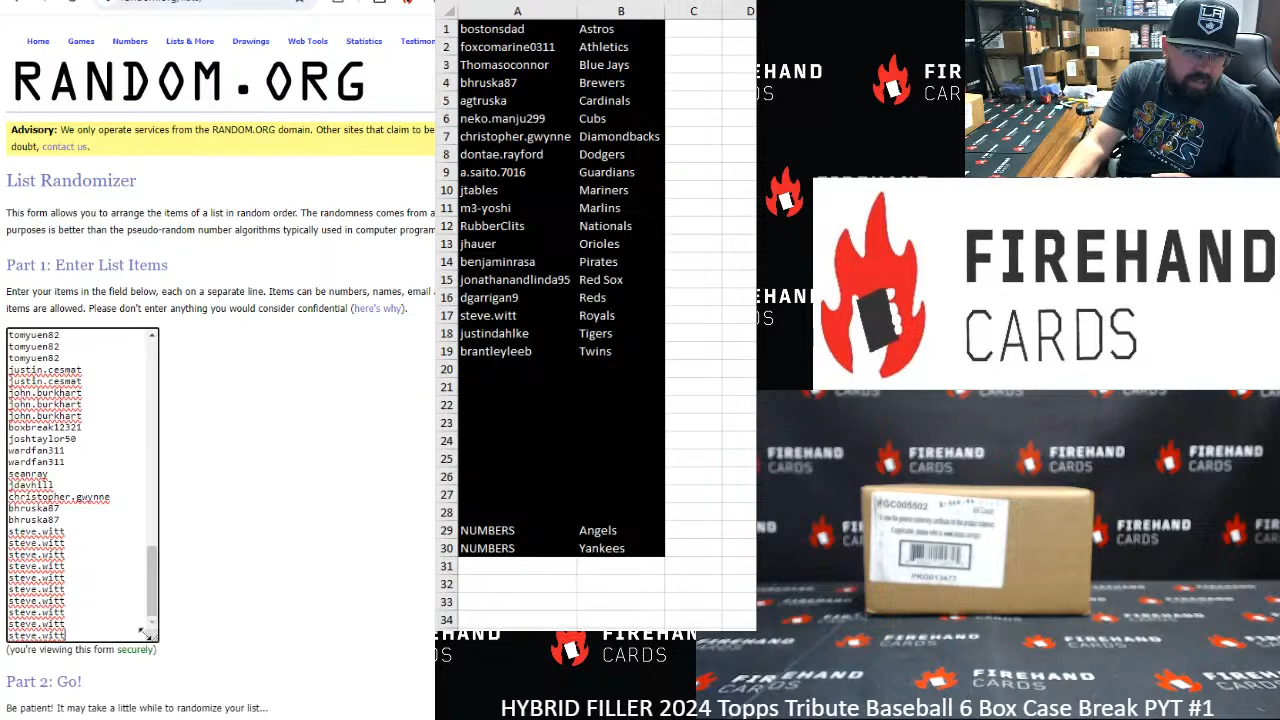 Home Games Numbers Lists & More Drawings Web Tools Statistics Testimon
RANDOM.ORG
Advisory: We only operate services from the RANDOM.ORG domain. Other sites that claim to be
doubt, contact us.
List Randomizer
This form allows you to arrange the items of a list in random order. The randomness comes from a
purposes is better than the pseudo-random number algorithms typically used in computer program
Part 1: Enter List Items
Enter your items in the field below, each on a separate line. Items can be numbers, names, email
items are allowed. Please don't enter anything you would consider confidential (here's why).
tomyuen82
tomyuen82
tomyuen82
justin.cesmat
justin.cesmat
john.burkhart
john.burkhart
john.burkhart
boxbreak12321
joshtaylor50
wardfan311
wardfan311
seanray
jdavhill
christopher.gwynne
bhruska87
bhruska87
steve.witt
steve.witt
steve.witt
steve.witt
steve.witt
steve.witt
steve.witt
steve.witt
steve.witt
steve.witt
(you're viewing this form securely)
Part 2: Go!
Be patient! It may take a little while to randomize your list...
A B C D
1 bostonsdad Astros
2 foxcomarine0311 Athletics
3 Thomasoconnor Blue Jays
4 bhruska87 Brewers
5 agtruska Cardinals
6 neko.manju299 Cubs
7 christopher.gwynne Diamondbacks
8 dontae.rayford Dodgers
9 a.saito.7016 Guardians
10 jtables Mariners
11 m3-yoshi Marlins
12 RubberClits Nationals
13 jhauer Orioles
14 benjaminrasa Pirates
15 jonathanandlinda95 Red Sox
16 dgarrigan9 Reds
17 steve.witt Royals
18 justindahlke Tigers
19 brantleyleeb Twins
20
21
22
23
24
25
26
27
28
29 NUMBERS Angels
30 NUMBERS Yankees
31
32
33
34
EHAND
CARDS
FIREH
CARDS
FIREHAND
CARDS
#GC005502
PMG013477
FIREHAND
CARDS
HYBRID FILLER 2024 Topps Tribute Baseball 6 Box Case Break PYT #1